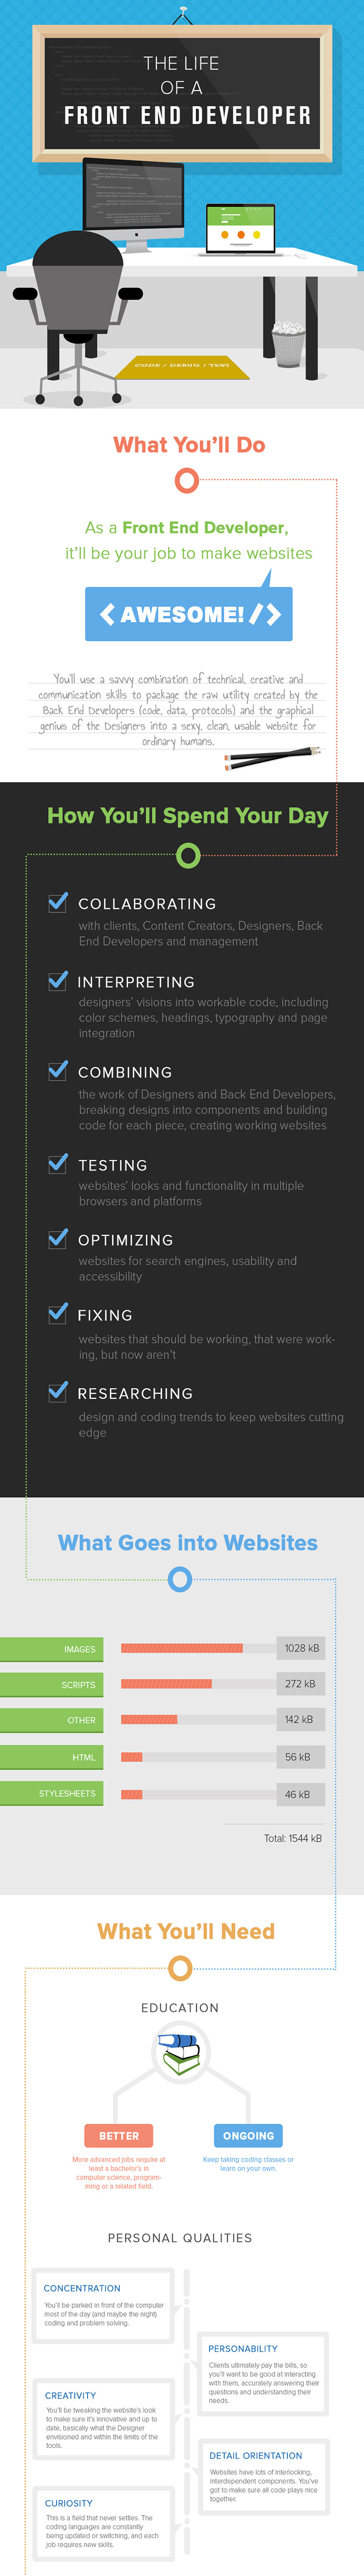 THE LIFE
OF A
FRONT END DEVELOPER
CODE / DEBUG / TEST
What You'll Do
As a Front End Developer,
it'll be your job to make websites
< AWESOME! />
You'll use a savvy combination of technical, creative and
communication skills to package the raw utility created by the
Back End Developers (code, data, protocols) and the graphical
genius of the Designers into a sexy, clean, usable website for
ordinary humans.
How You'll Spend Your Day
COLLABORATING
with clients, Content Creators, Designers, Back
End Developers and management
INTERPRETING
designers' visions into workable code, including
color schemes, headings, typography and page
integration
COMBINING
the work of Designers and Back End Developers,
breaking designs into components and building
code for each piece, creating working websites
TESTING
websites' looks and functionality in multiple
browsers and platforms
OPTIMIZING
websites for search engines, usability and
accessibility
FIXING
websites that should be working, that were work-
ing, but now aren't
RESEARCHING
design and coding trends to keep websites cutting
edge
What Goes into Websites
IMAGES 1028 kB
SCRIPTS 272 kB
OTHER 142 kB
HTML 56 kB
STYLESHEETS 46 kB
Total: 1544 kB
What You'll Need
EDUCATION
BETTER
More advanced jobs require at
least a bachelor's in
computer science, program-
ming or a related field.
ONGOING
Keep taking coding classes or
learn on your own.
PERSONAL QUALITIES
CONCENTRATION
You'll be parked in front of the computer
most of the day (and maybe the night)
coding and problem solving.
PERSONABILITY
Clients ultimately pay the bills, so
you'll want to be good at interacting
with them, accurately answering their
questions and understanding their
needs.
CREATIVITY
You'll be tweaking the website's look
to make sure it's innovative and up to
date, basically what the Designer
envisioned and within the limits of the
tools.
DETAIL ORIENTATION
Websites have lots of interlocking,
interdependent components. You've
got to make sure all code plays nice
together.
CURIOSITY
This is a field that never settles. The
coding languages are constantly
being updated or switching, and each
job requires new skills.